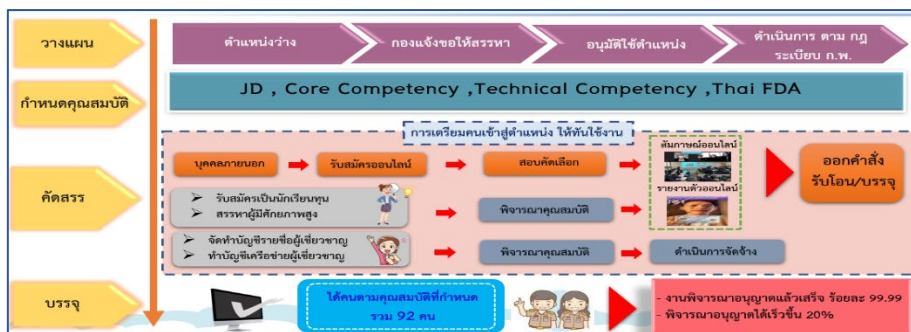 วางแผน
ตำแหน่งว่าง
กองแจ้งขอให้สรรหา
อนุมัติใช้ตำแหน่ง
ดำเนินการ ตาม กฎ
ระเบียบ ก.พ.
กำหนดคุณสมบัติ
JD , Core Competency ,Technical Competency ,Thai FDA
การเตรียมคนเข้าสู่ตำแหน่ง ให้ทันใช้งาน
คัดสรร
บุคคลภายนอก
รับสมัครออนไลน์
สอบคัดเลือก
สัมภาษณ์ออนไลน์
รายงานตัวออนไลน์
ออกคำสั่ง
รับโอน/บรรจุ
➢ รับสมัครเป็นนักเรียนทุน
➢ สรรหาผู้มีศักยภาพสูง
พิจารณาคุณสมบัติ
➢ จัดทำบัญชีรายชื่อผู้เชี่ยวชาญ
➢ ทำบัญชีเครือข่ายผู้เชี่ยวชาญ
พิจารณาคุณสมบัติ
ดำเนินการจัดจ้าง
บรรจุ
ได้คนตามคุณสมบัติที่กำหนด
รวม 92 คน
- งานพิจารณาอนุญาตแล้วเสร็จ ร้อยละ 99.99
- พิจารณาอนุญาตได้เร็วขึ้น 20%